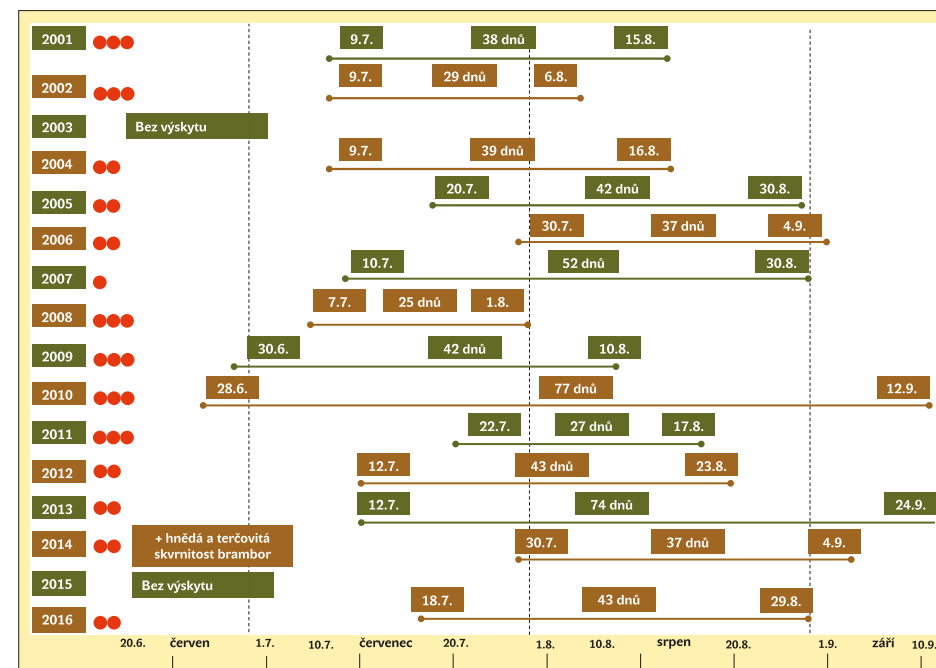 2001 9.7. 38 dnů 15.8.
2002 9.7. 29 dnů 6.8.
2003 Bez výskytu
2004 9.7. 39 dnů 16.8.
2005 20.7. 42 dnů 30.8.
2006 30.7. 37 dnů 4.9.
2007 10.7. 52 dnů 30.8.
2008 7.7. 25 dnů 1.8.
2009 30.6. 42 dnů 10.8.
2010 28.6. 77 dnů 12.9.
2011 22.7. 27 dnů 17.8.
2012 12.7. 43 dnů 23.8.
2013 12.7. 74 dnů 24.9.
2014 + hnědá a terčovitá
skvrnitost brambor 30.7. 37 dnů 4.9.
2015 Bez výskytu
2016 18.7. 43 dnů 29.8.
20.6. červen 1.7. 10.7. červenec 20.7. 1.8. 10.8. srpen 20.8. 1.9. září 10.9.